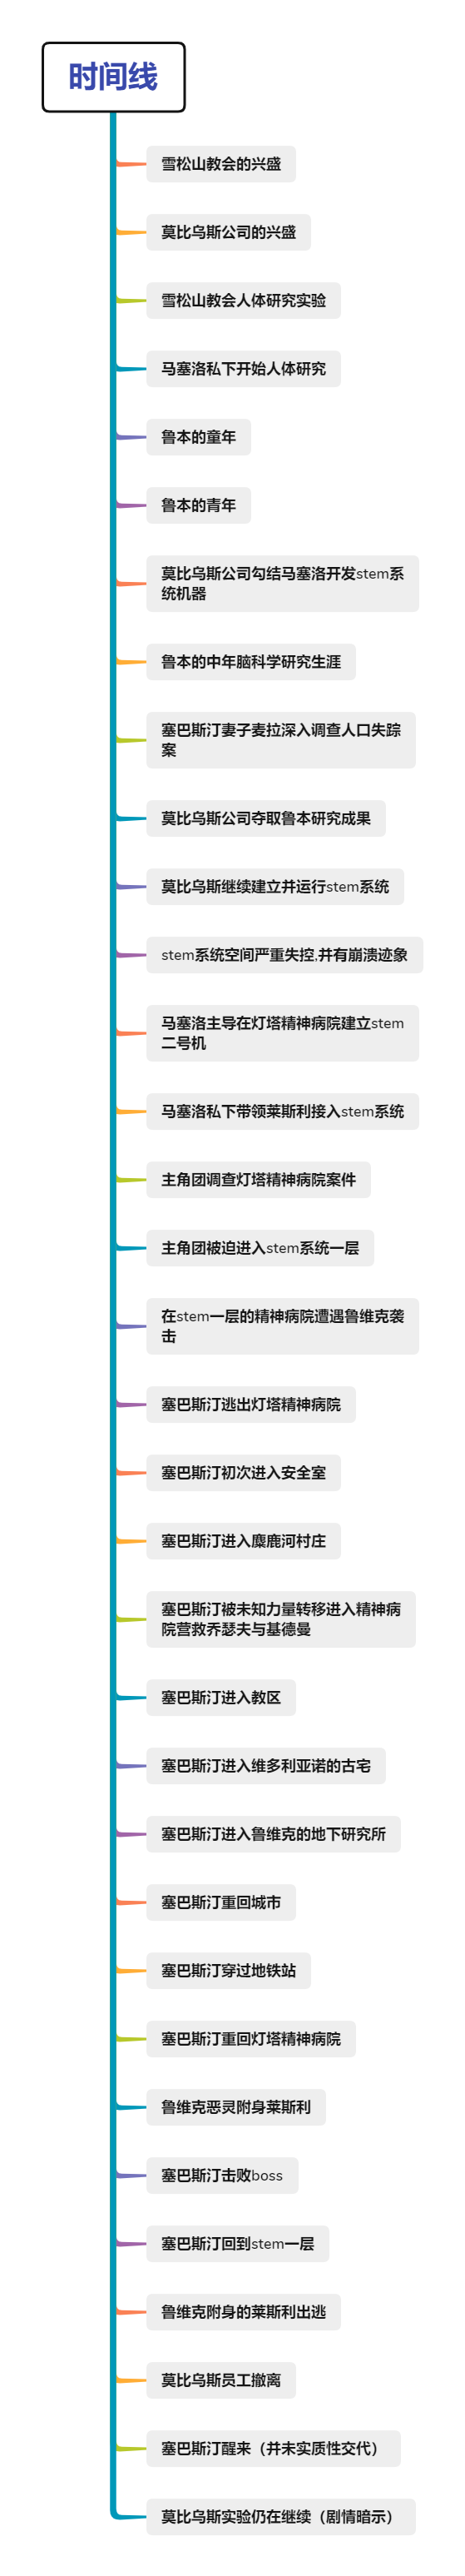 时间线
雪松山教会的兴盛
莫比乌斯公司的兴盛
雪松山教会人体研究实验
马塞洛私下开始人体研究
鲁本的童年
鲁本的青年
莫比乌斯公司勾结马塞洛开发stem系
统机器
鲁本的中年脑科学研究生涯
塞巴斯汀妻子麦拉深入调查人口失踪
案
莫比乌斯公司夺取鲁本研究成果
莫比乌斯继续建立并运行stem系统
stem系统空间严重失控,并有崩溃迹象
马塞洛主导在灯塔精神病院建立stem
二号机
马塞洛私下带领莱斯利接入stem系统
主角团调查灯塔精神病院案件
主角团被迫进入stem系统一层
在stem一层的精神病院遭遇鲁维克袭
击
塞巴斯汀逃出灯塔精神病院
塞巴斯汀初次进入安全室
塞巴斯汀进入麋鹿河村庄
塞巴斯汀被未知力量转移进入精神病
院营救乔瑟夫与基德曼
塞巴斯汀进入教区
塞巴斯汀进入维多利亚诺的古宅
塞巴斯汀进入鲁维克的地下研究所
塞巴斯汀重回城市
塞巴斯汀穿过地铁站
塞巴斯汀重回灯塔精神病院
鲁维克恶灵附身莱斯利
塞巴斯汀击败boss
塞巴斯汀回到stem一层
鲁维克附身的莱斯利出逃
莫比乌斯员工撤离
塞巴斯汀醒来（并未实质性交代）
莫比乌斯实验仍在继续（剧情暗示）